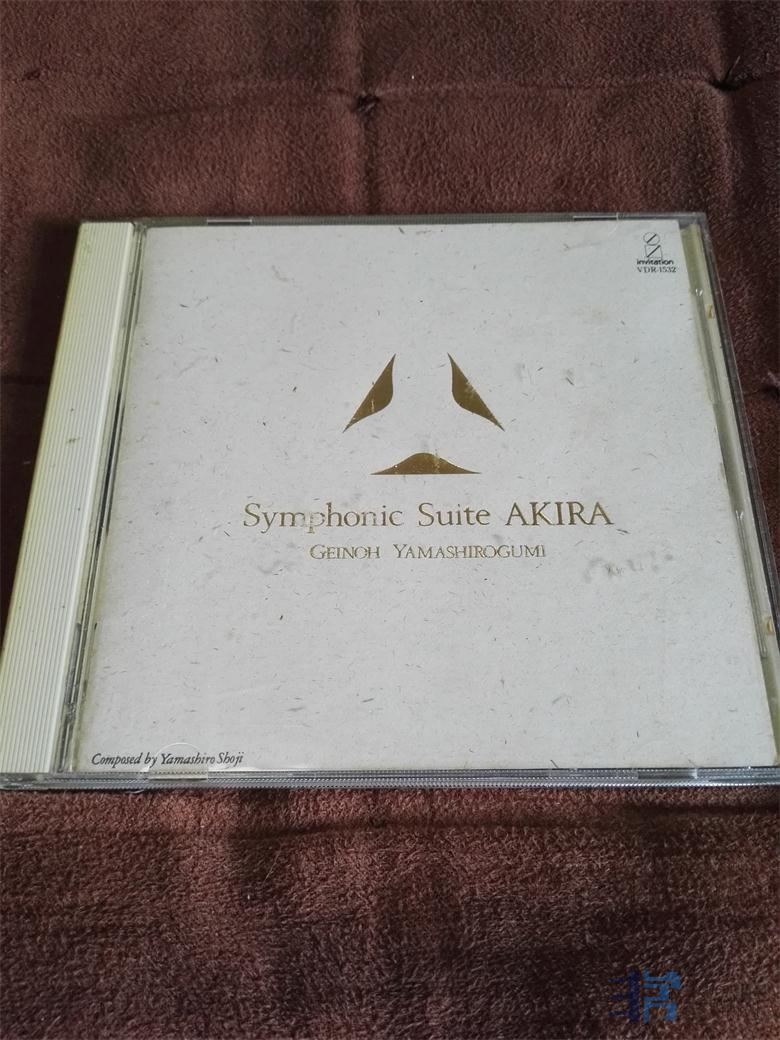 invitation
VDR-1532
Symphonic Suite AKIRA
GEINOH YAMASHIROGUMI
Composed by Yamashiro Shoji